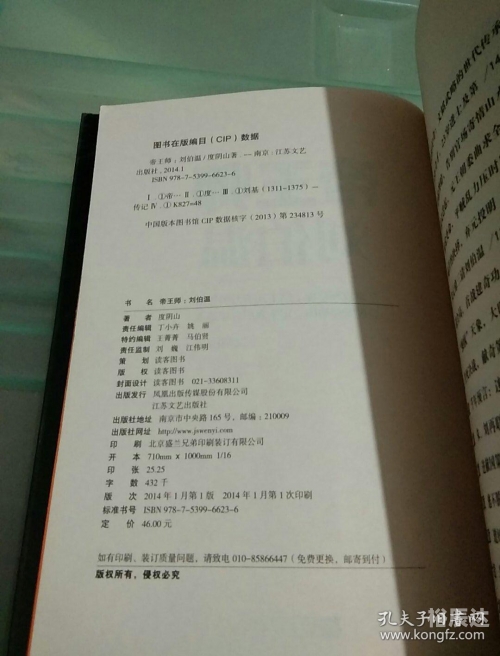 图书在版编目（CIP）数据
帝王师：刘伯温/度阴山著. —南京：江苏文艺
出版社，2014.1
ISBN 978-7-5399-6623-6
Ⅰ.①帝… Ⅱ.①度… Ⅲ.①刘基（1311-1375）—
传记 Ⅳ.①K827=48
中国版本图书馆CIP数据核字（2013）第234813号
书 名 帝王师：刘伯温
著 者 度阴山
责任编辑 丁小卉 姚 丽
特约编辑 王菁菁 马伯贤
责任监制 刘 巍 江伟明
策 划 读客图书
版 权 读客图书
封面设计 读客图书 021-33608311
出版发行 凤凰出版传媒股份有限公司
江苏文艺出版社
出版社地址 南京市中央路165号，邮编：210009
出版社网址 http://www.jswenyi.com
印 刷 北京盛兰兄弟印刷装订有限公司
开 本 710mm × 1000mm 1/16
印 张 25.25
字 数 432千
版 次 2014年1月第1版 2014年1月第1次印刷
标准书号 ISBN 978-7-5399-6623-6
定 价 46.00元
如有印刷、装订质量问题，请致电010-85866447（免费更换，邮寄到付）
版权所有，侵权必究
孔夫子旧书网
www.kongfz.com